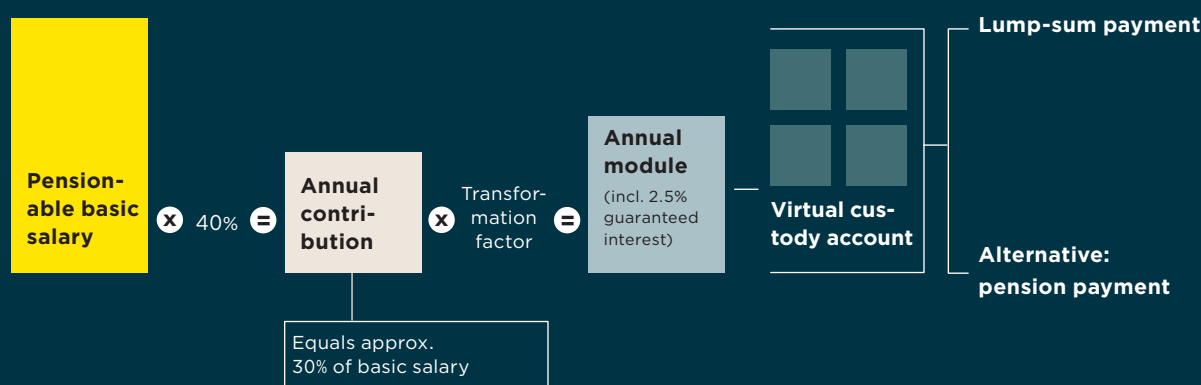 Pension-
able basic
salary
x
40%
=
Annual
contri-
bution
x
Transfor-
mation
factor
=
Annual
module
(incl. 2.5%
guaranteed
interest)
Virtual cus-
tody account
Lump-sum payment
Alternative:
pension payment
Equals approx.
30% of basic salary